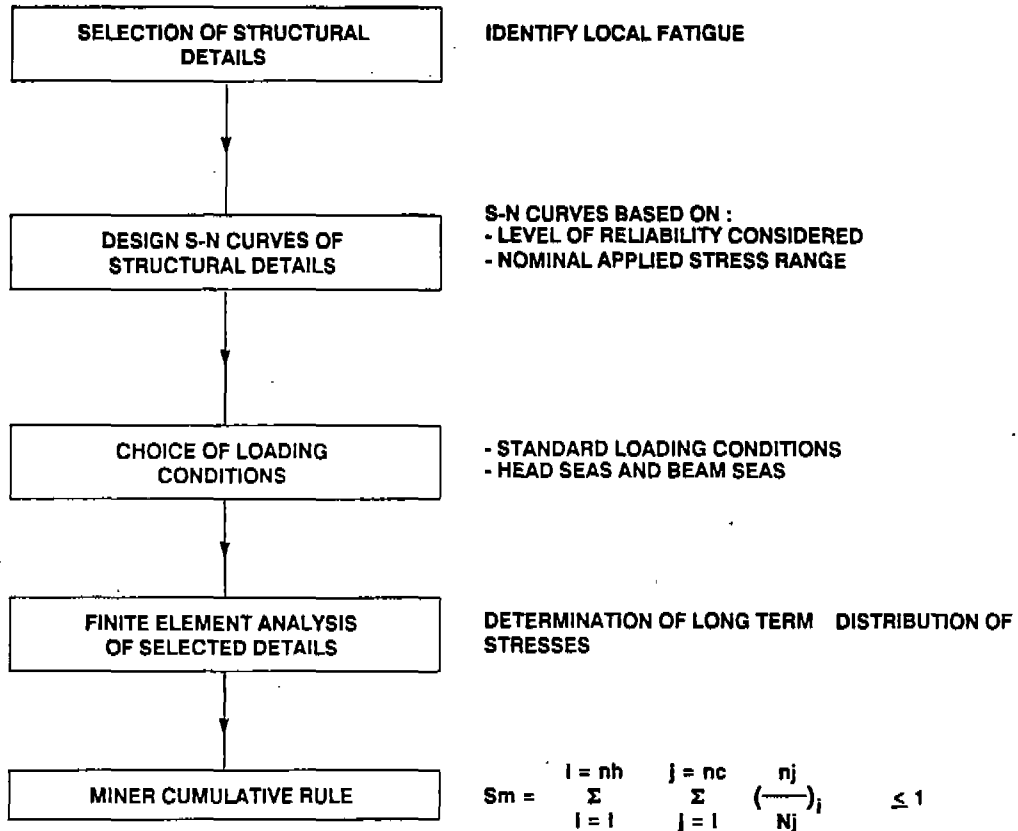 SELECTION OF STRUCTURAL
DETAILS
IDENTIFY LOCAL FATIGUE
DESIGN S-N CURVES OF
STRUCTURAL DETAILS
S-N CURVES BASED ON :
- LEVEL OF RELIABILITY CONSIDERED
- NOMINAL APPLIED STRESS RANGE
CHOICE OF LOADING
CONDITIONS
- STANDARD LOADING CONDITIONS
- HEAD SEAS AND BEAM SEAS
FINITE ELEMENT ANALYSIS
OF SELECTED DETAILS
DETERMINATION OF LONG TERM DISTRIBUTION OF
STRESSES
MINER CUMULATIVE RULE
i = nh j = nc nj
Sm = Σ Σ (—)i ≤ 1
i = i j = i Nj